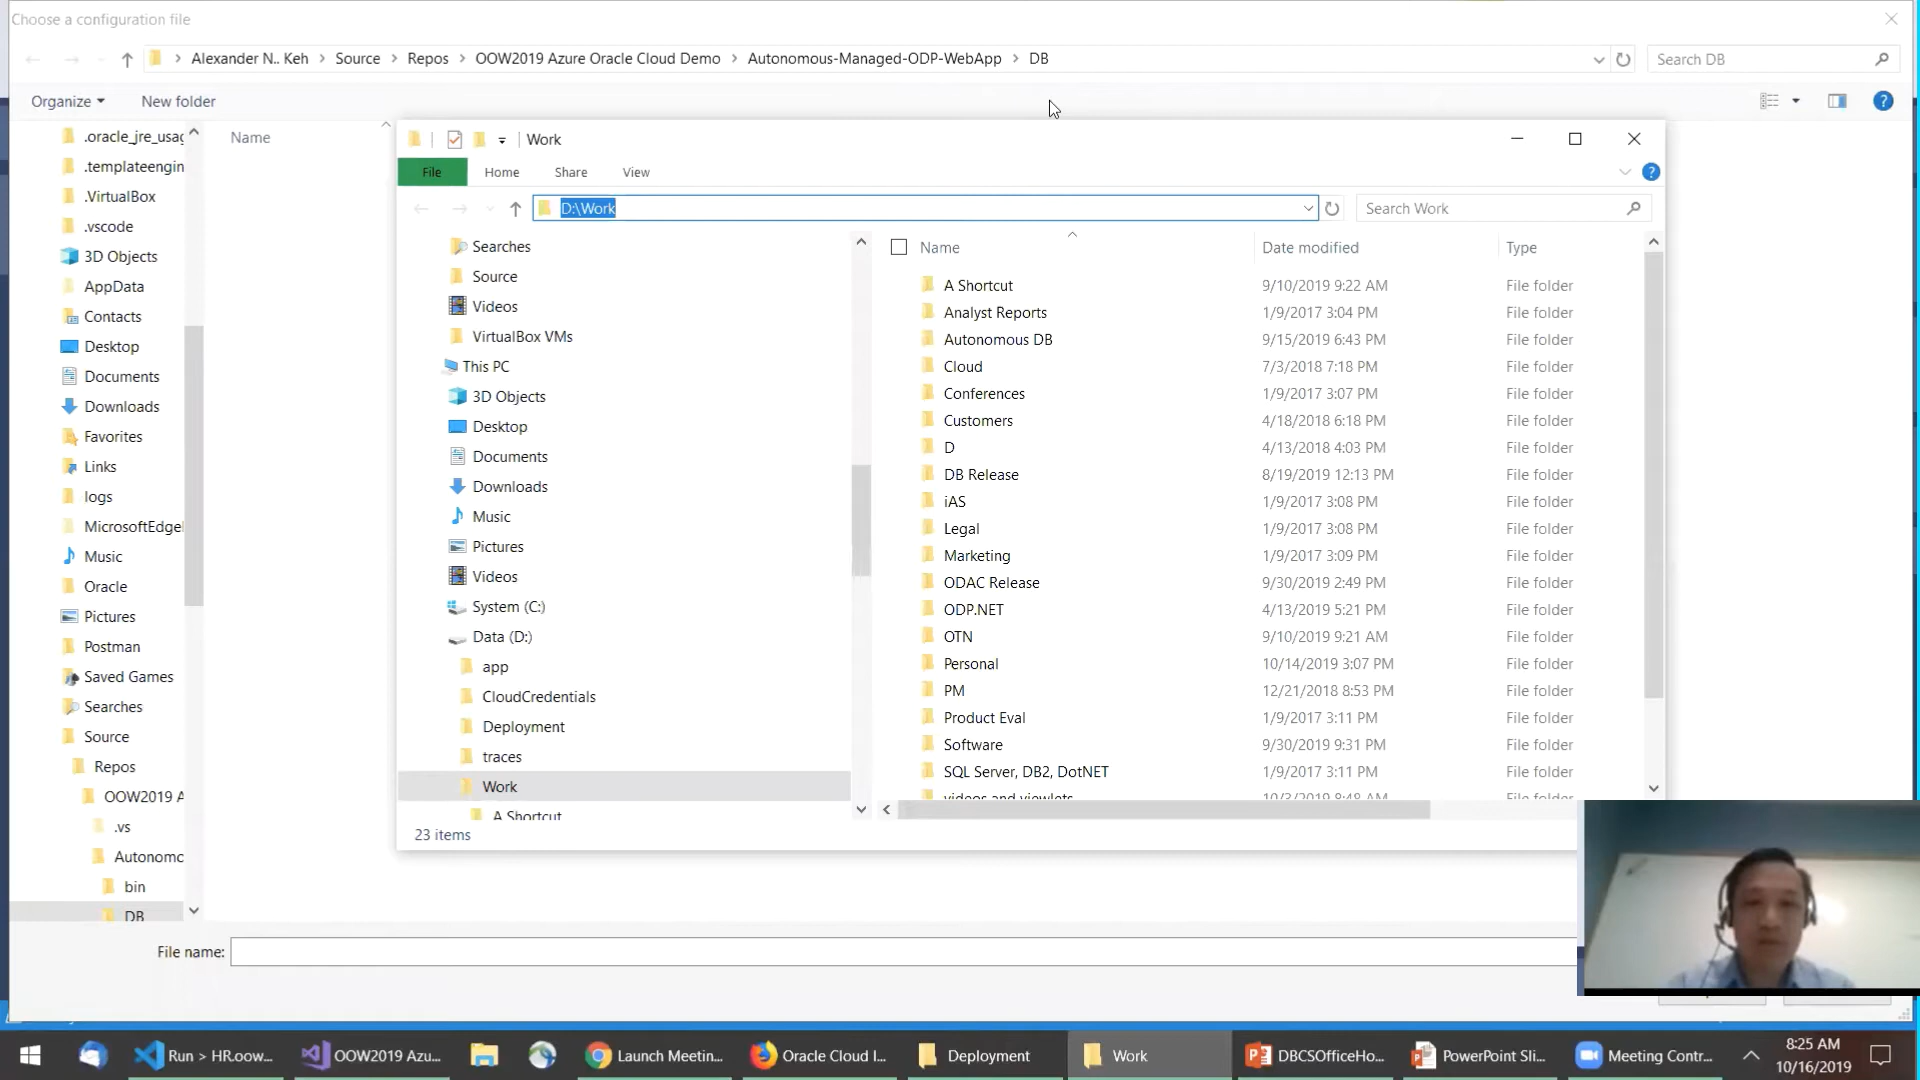 Choose a configuration file
Alexander N.. Keh > Source > Repos > OOW2019 Azure Oracle Cloud Demo > Autonomous-Managed-ODP-WebApp > DB
Search DB
Organize
New folder
Name
.oracle_jre_usag
.templateengin
.VirtualBox
.vscode
3D Objects
AppData
Contacts
Desktop
Documents
Downloads
Favorites
Links
logs
MicrosoftEdgeI
Music
Oracle
Pictures
Postman
Saved Games
Searches
Source
Repos
OOW2019 A
.vs
Autonomo
bin
DB
File name:
Work
File
Home
Share
View
D:\Work
Search Work
Searches
Source
Videos
VirtualBox VMs
This PC
3D Objects
Desktop
Documents
Downloads
Music
Pictures
Videos
System (C:)
Data (D:)
app
CloudCredentials
Deployment
traces
Work
A Shortcut
Name Date modified Type
A Shortcut 9/10/2019 9:22 AM File folder
Analyst Reports 1/9/2017 3:04 PM File folder
Autonomous DB 9/15/2019 6:43 PM File folder
Cloud 7/3/2018 7:18 PM File folder
Conferences 1/9/2017 3:07 PM File folder
Customers 4/18/2018 6:18 PM File folder
D 4/13/2018 4:03 PM File folder
DB Release 8/19/2019 12:13 PM File folder
iAS 1/9/2017 3:08 PM File folder
Legal 1/9/2017 3:08 PM File folder
Marketing 1/9/2017 3:09 PM File folder
ODAC Release 9/30/2019 2:49 PM File folder
ODP.NET 4/13/2019 5:21 PM File folder
OTN 9/10/2019 9:21 AM File folder
Personal 10/14/2019 3:07 PM File folder
PM 12/21/2018 8:53 PM File folder
Product Eval 1/9/2017 3:11 PM File folder
Software 9/30/2019 9:31 PM File folder
SQL Server, DB2, DotNET 1/9/2017 3:11 PM File folder
videos and viewlets 10/3/2019 8:48 AM File folder
23 items
Run > HR.oow...
OOW2019 Azu...
Launch Meetin...
Oracle Cloud I...
Deployment
Work
DBCSOfficeHo...
PowerPoint Sli...
Meeting Contr...
8:25 AM
10/16/2019